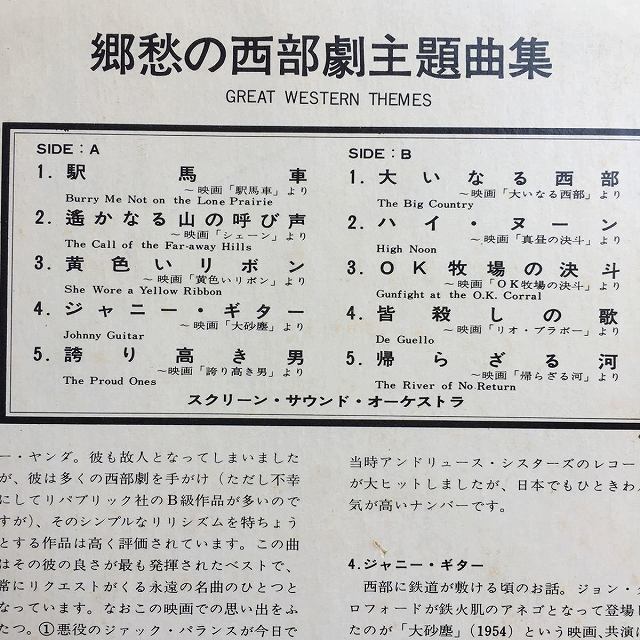 郷愁の西部劇主題曲集
GREAT WESTERN THEMES
SIDE：A
1. 駅馬車
～映画「駅馬車」より
Burry Me Not on the Lone Prairie
2. 遙かなる山の呼び声
～映画「シェーン」より
The Call of the Far-away Hills
3. 黄色いリボン
～映画「黄色いリボン」より
She Wore a Yellow Ribbon
4. ジャニー・ギター
～映画「大砂塵」より
Johnny Guitar
5. 誇り高き男
～映画「誇り高き男」より
The Proud Ones
SIDE：B
1. 大いなる西部
～映画「大いなる西部」より
The Big Country
2. ハイ・ヌーン
～映画「真昼の決斗」より
High Noon
3. OK牧場の決斗
～映画「OK牧場の決斗」より
Gunfight at the O.K. Corral
4. 皆殺しの歌
～映画「リオ・ブラボー」より
De Guello
5. 帰らざる河
～映画「帰らざる河」より
The River of No Return
スクリーン・サウンド・オーケストラ
ー・ヤング。彼も故人となってしまいました
が、彼は多くの西部劇を手がけ（ただし不幸
にしてリパブリック社のB級作品が多いので
すが）、そのシンプルなリリシズムを特ちょう
とする作品は高く評価されています。この曲
はその彼の良さが最も発揮されたベストで、
常にリクエストがくる永遠の名曲のひとつと
なっています。なおこの映画での思い出をふ
たつ。①悪役のジャック・パランスが今日で
当時アンドリュース・シスターズのレコー
が大ヒットしましたが、日本でもひときわ
気が高いナンバーです。
4. ジャニー・ギター
西部に鉄道が敷ける頃のお話。ジョン・
ロフォードが鉄火肌のアネゴとなって登場
たのが「大砂塵」（1954）という映画、共演